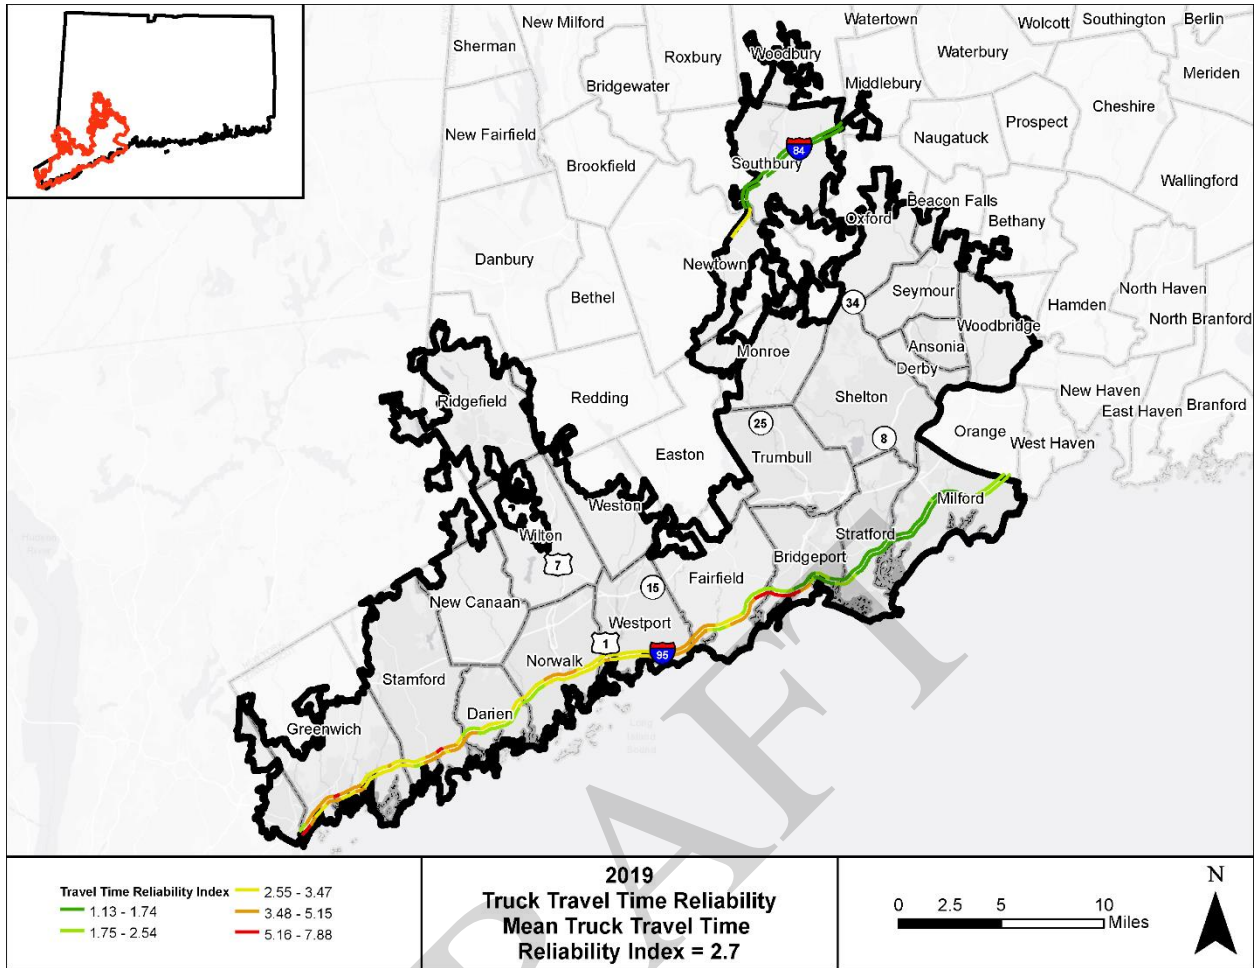 New Milford
Watertown
Wolcott
Southington
Berlin
Sherman
Roxbury
Woodbury
Waterbury
Bridgewater
Middlebury
Meriden
Cheshire
New Fairfield
Prospect
Naugatuck
84
Brookfield
Southbury
Wallingford
Beacon Falls
Oxford
Bethany
Danbury
Newtown
Seymour
North Haven
Bethel
34
Hamden
North Branford
Woodbridge
Ansonia
Monroe
Derby
Ridgefield
Redding
Shelton
New Haven
Branford
East Haven
25
Orange
8
West Haven
Easton
Trumbull
Milford
Weston
Wilton
Stratford
Bridgeport
7
Fairfield
15
New Canaan
Westport
1
Norwalk
95
Stamford
Darien
Greenwich
Long
Island
Sound
DRAFT
Travel Time Reliability Index
1.13 - 1.74
1.75 - 2.54
2.55 - 3.47
3.48 - 5.15
5.16 - 7.88
2019
Truck Travel Time Reliability
Mean Truck Travel Time
Reliability Index = 2.7
0 2.5 5 10
Miles
N